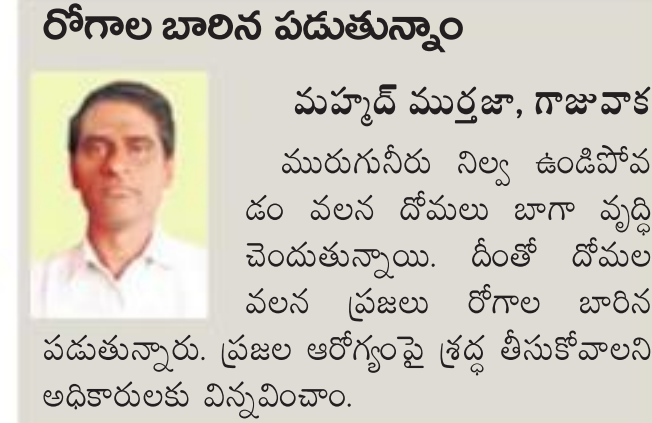 రోగాల బారిన పడుతున్నాం
మహ్మద్ ముర్తజా, గాజువాక
మురుగునీరు నిల్వ ఉండిపోవ
డం వలన దోమలు బాగా వృద్ధి
చెందుతున్నాయి. దీంతో దోమల
వలన ప్రజలు రోగాల బారిన
పడుతున్నారు. ప్రజల ఆరోగ్యంపై శ్రద్ధ తీసుకోవాలని
అధికారులకు విన్నవించాం.